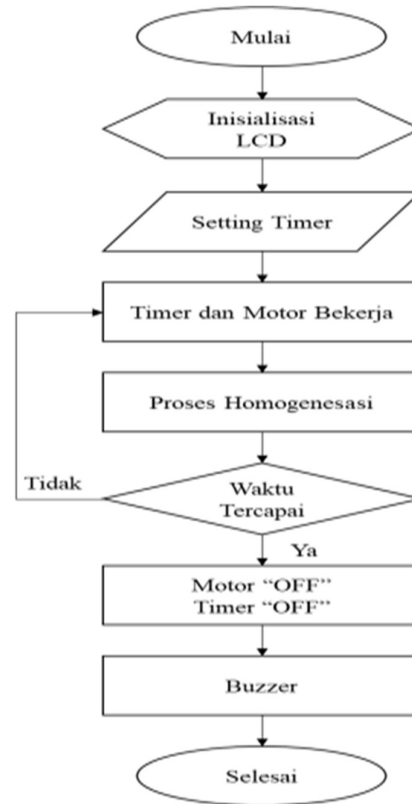 Mulai
Inisialisasi
LCD
Setting Timer
Timer dan Motor Bekerja
Proses Homogenesasi
Tidak
Waktu
Tercapai
Ya
Motor “OFF”
Timer “OFF”
Buzzer
Selesai